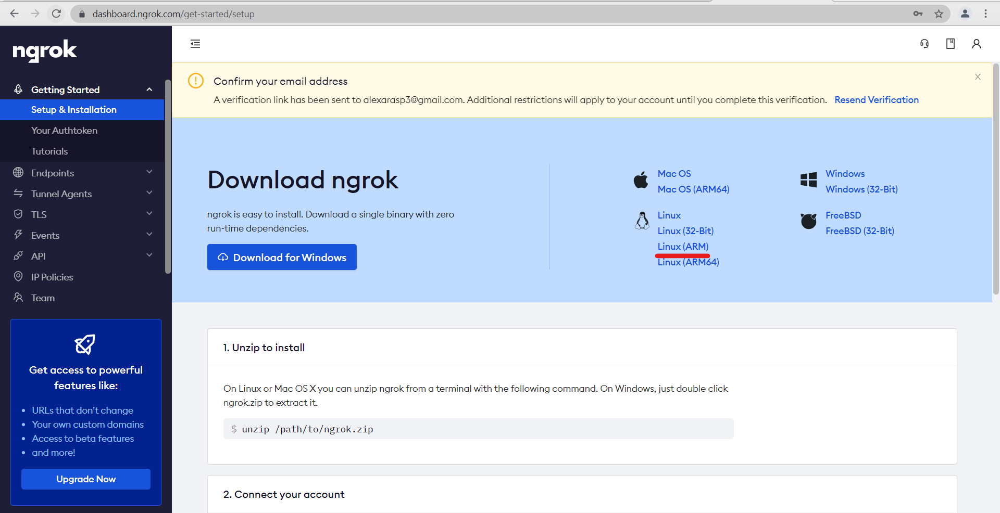 dashboard.ngrok.com/get-started/setup
ngrok
Getting Started
Setup & Installation
Your Authtoken
Tutorials
Endpoints
Tunnel Agents
TLS
Events
API
IP Policies
Team
Get access to powerful
features like:
• URLs that don't change
• Your own custom domains
• Access to beta features
• and more!
Upgrade Now
Confirm your email address
X
A verification link has been sent to alexarasp3@gmail.com. Additional restrictions will apply to your account until you complete this verification. Resend Verification
Download ngrok
ngrok is easy to install. Download a single binary with zero
run-time dependencies.
Download for Windows
Mac OS
Mac OS (ARM64)
Linux
Linux (32-Bit)
Linux (ARM)
Linux (ARM64)
Windows
Windows (32-Bit)
FreeBSD
FreeBSD (32-Bit)
1. Unzip to install
On Linux or Mac OS X you can unzip ngrok from a terminal with the following command. On Windows, just double click
ngrok.zip to extract it.
$ unzip /path/to/ngrok.zip
2. Connect your account